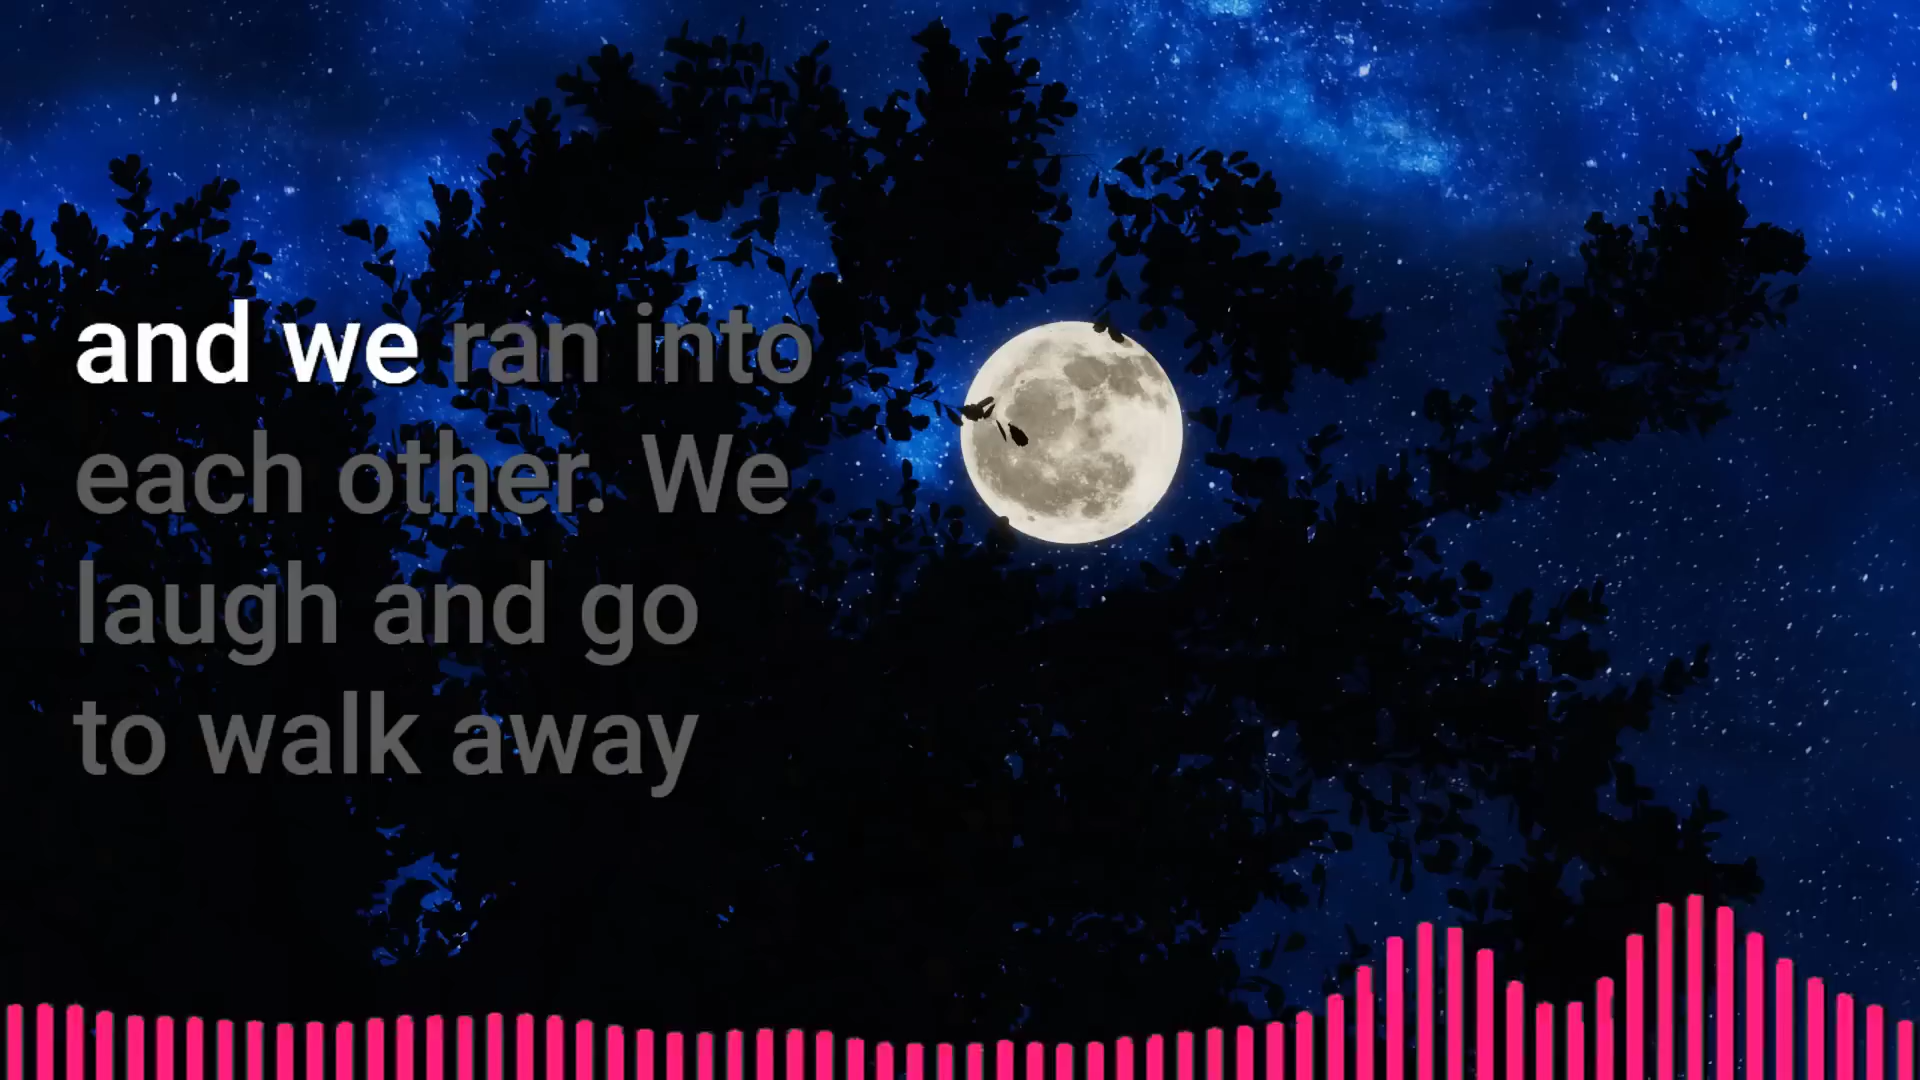 and we ran into
each other. We
laugh and go
to walk away